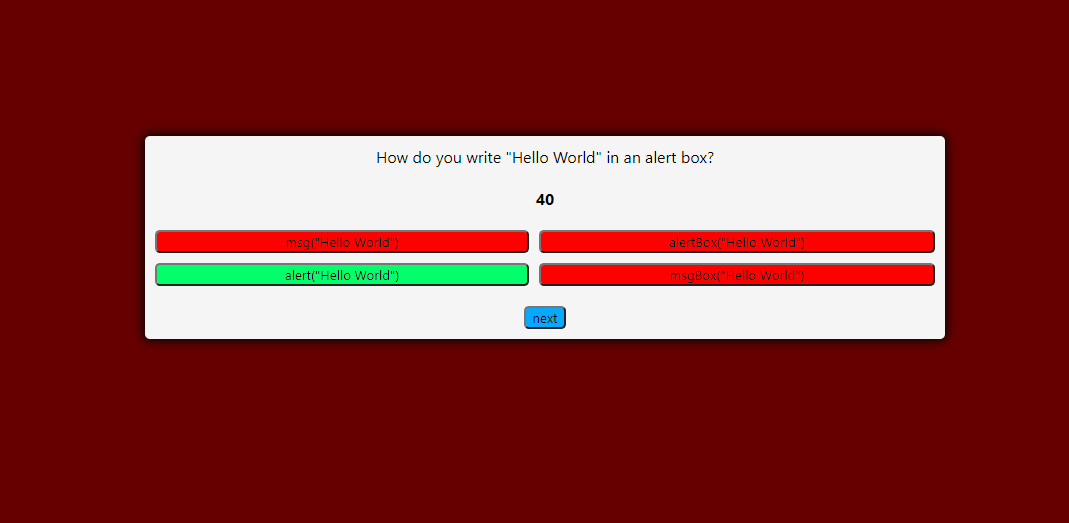 How do you write "Hello World" in an alert box?
40
msg("Hello World")
alertBox("Hello World")
alert("Hello World")
msgBox("Hello World")
next